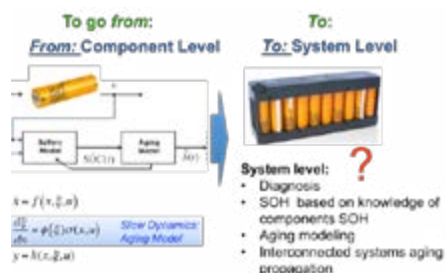 To go from:
From: Component Level
Battery
Model
Aging
Model
Slow Dynamics:
Aging Model
To:
To: System Level
?
System level:
• Diagnosis
• SOH based on knowledge of
components SOH
• Aging modeling
• Interconnected systems aging
propagation